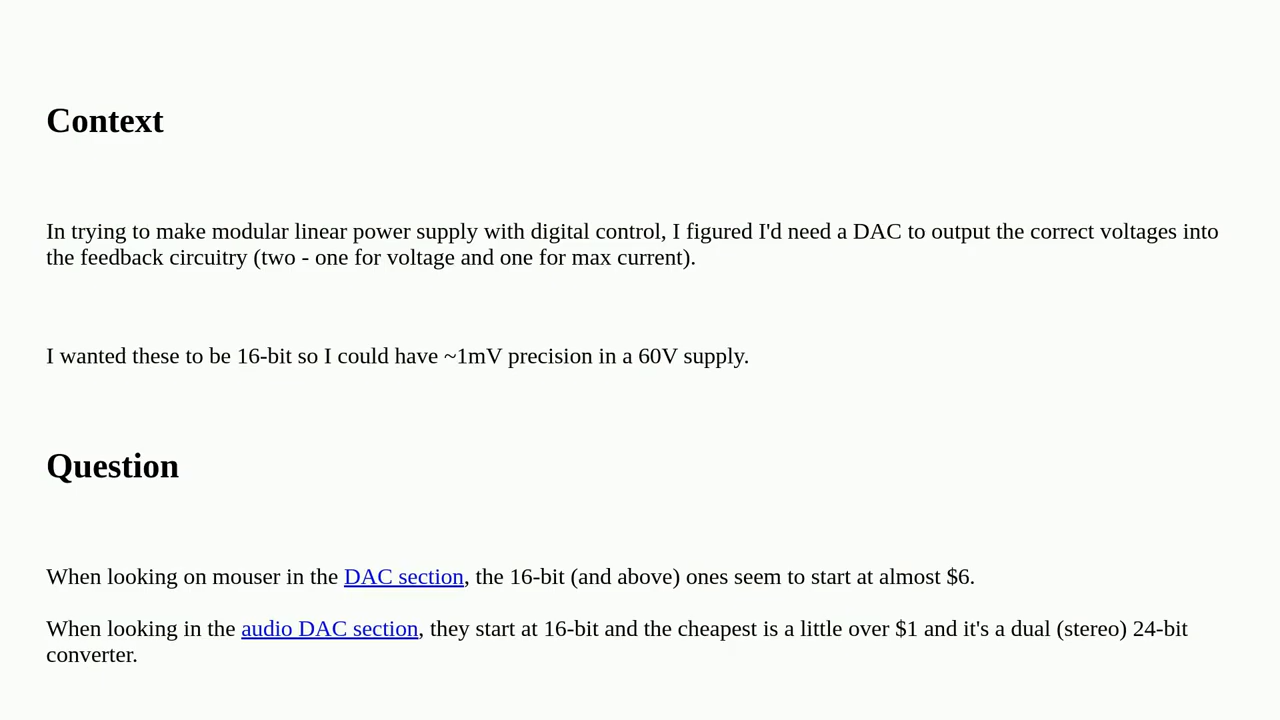 Context
In trying to make modular linear power supply with digital control, I figured I'd need a DAC to output the correct voltages into
the feedback circuitry (two - one for voltage and one for max current).
I wanted these to be 16-bit so I could have ~1mV precision in a 60V supply.
Question
When looking on mouser in the DAC section, the 16-bit (and above) ones seem to start at almost $6.
When looking in the audio DAC section, they start at 16-bit and the cheapest is a little over $1 and it's a dual (stereo) 24-bit
converter.